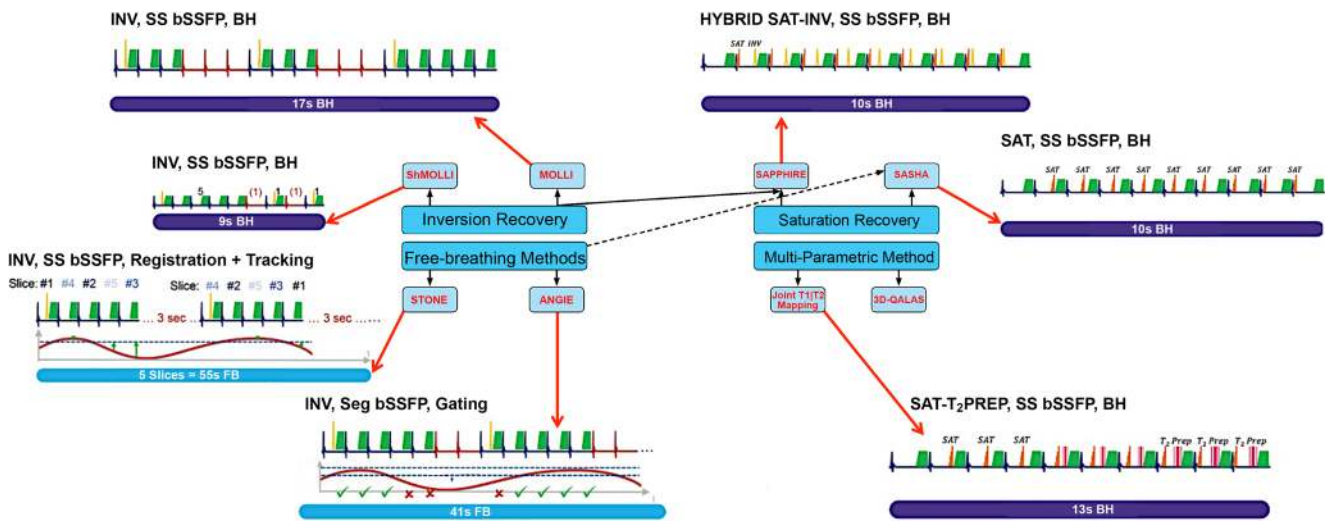 INV, SS bSSFP, BH
17s BH
HYBRID SAT-INV, SS bSSFP, BH
SAT INV
10s BH
INV, SS bSSFP, BH
5 (1) 1 (1) 1
9s BH
ShMOLLI
MOLLI
SAPPHIRE
SASHA
SAT, SS bSSFP, BH
SAT SAT SAT SAT SAT SAT SAT SAT
10s BH
Inversion Recovery
Saturation Recovery
Free-breathing Methods
Multi-Parametric Method
INV, SS bSSFP, Registration + Tracking
Slice: #1 #4 #2 #5 #3 Slice: #4 #2 #5 #3 #1
... 3 sec ... ... 3 sec ......
5 Slices = 55s FB
STONE
ANGIE
Joint T1|T2
Mapping
3D-QALAS
INV, Seg bSSFP, Gating
...
41s FB
SAT-T₂PREP, SS bSSFP, BH
SAT SAT SAT T₂ Prep T₂ Prep T₂ Prep
13s BH